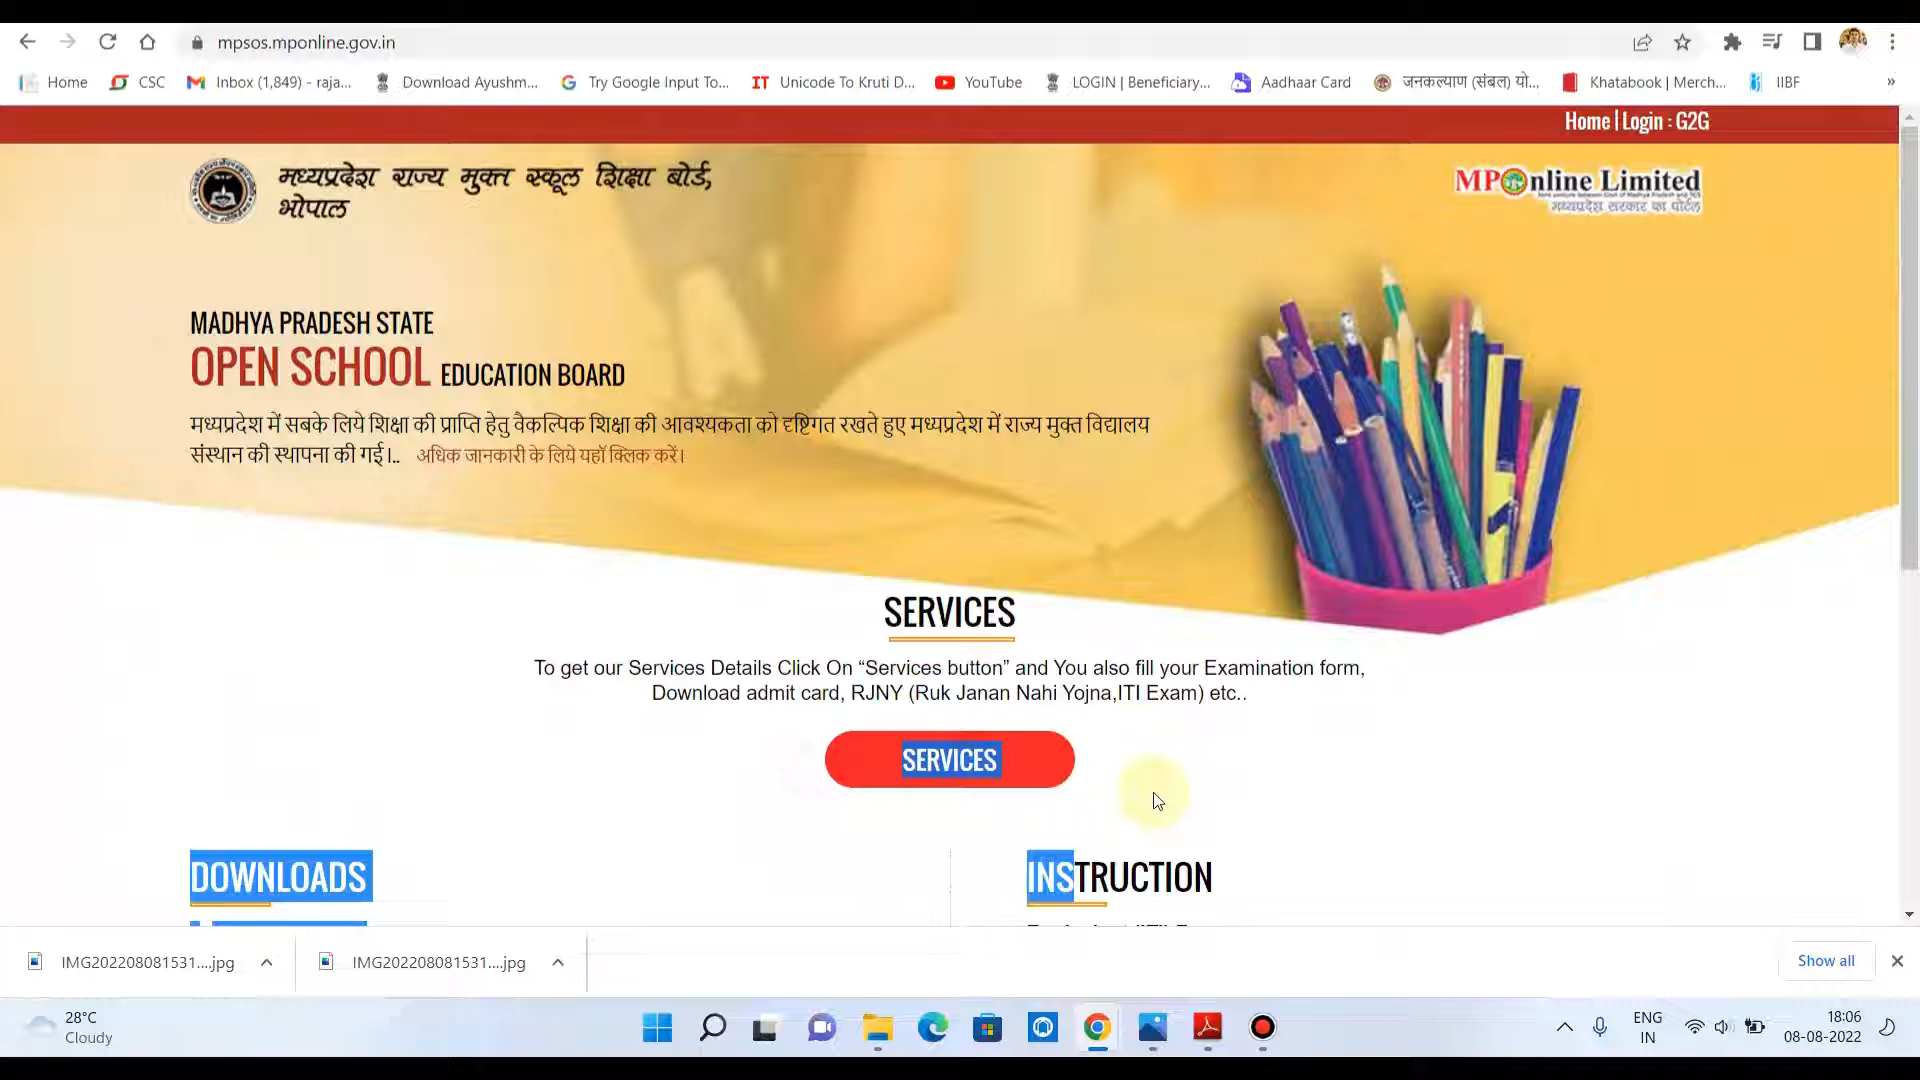 mpsos.mponline.gov.in
Home CSC Inbox (1,849) - raja... Download Ayushm... Try Google Input To... IT Unicode To Kruti D... YouTube LOGIN | Beneficiary... Aadhaar Card जनकल्याण (संबल) यो... Khatabook | Merch... IIBF »
Home | Login : G2G
मध्यप्रदेश राज्य मुक्त स्कूल शिक्षा बोर्ड,
भोपाल
MPOnline Limited
मध्यप्रदेश सरकार का पोर्टल
MADHYA PRADESH STATE
OPEN SCHOOL EDUCATION BOARD
मध्यप्रदेश में सबके लिये शिक्षा की प्राप्ति हेतु वैकल्पिक शिक्षा की आवश्यकता को दृष्टिगत रखते हुए मध्यप्रदेश में राज्य मुक्त विद्यालय
संस्थान की स्थापना की गई।.. अधिक जानकारी के लिये यहॉ क्लिक करें।
SERVICES
To get our Services Details Click On “Services button” and You also fill your Examination form,
Download admit card, RJNY (Ruk Janan Nahi Yojna,ITI Exam) etc..
SERVICES
DOWNLOADS
INSTRUCTION
IMG202208081531....jpg IMG202208081531....jpg Show all
28°C
Cloudy
ENG
IN
18:06
08-08-2022